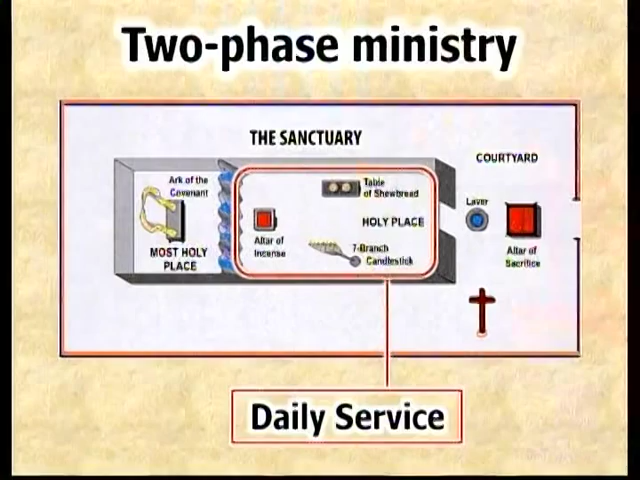 Two-phase ministry
THE SANCTUARY
COURTYARD
Ark of the
Covenant
MOST HOLY
PLACE
Altar of
Incense
Table
of Shewbread
HOLY PLACE
7-Branch
Candlestick
Laver
Altar of
Sacrifice
Daily Service